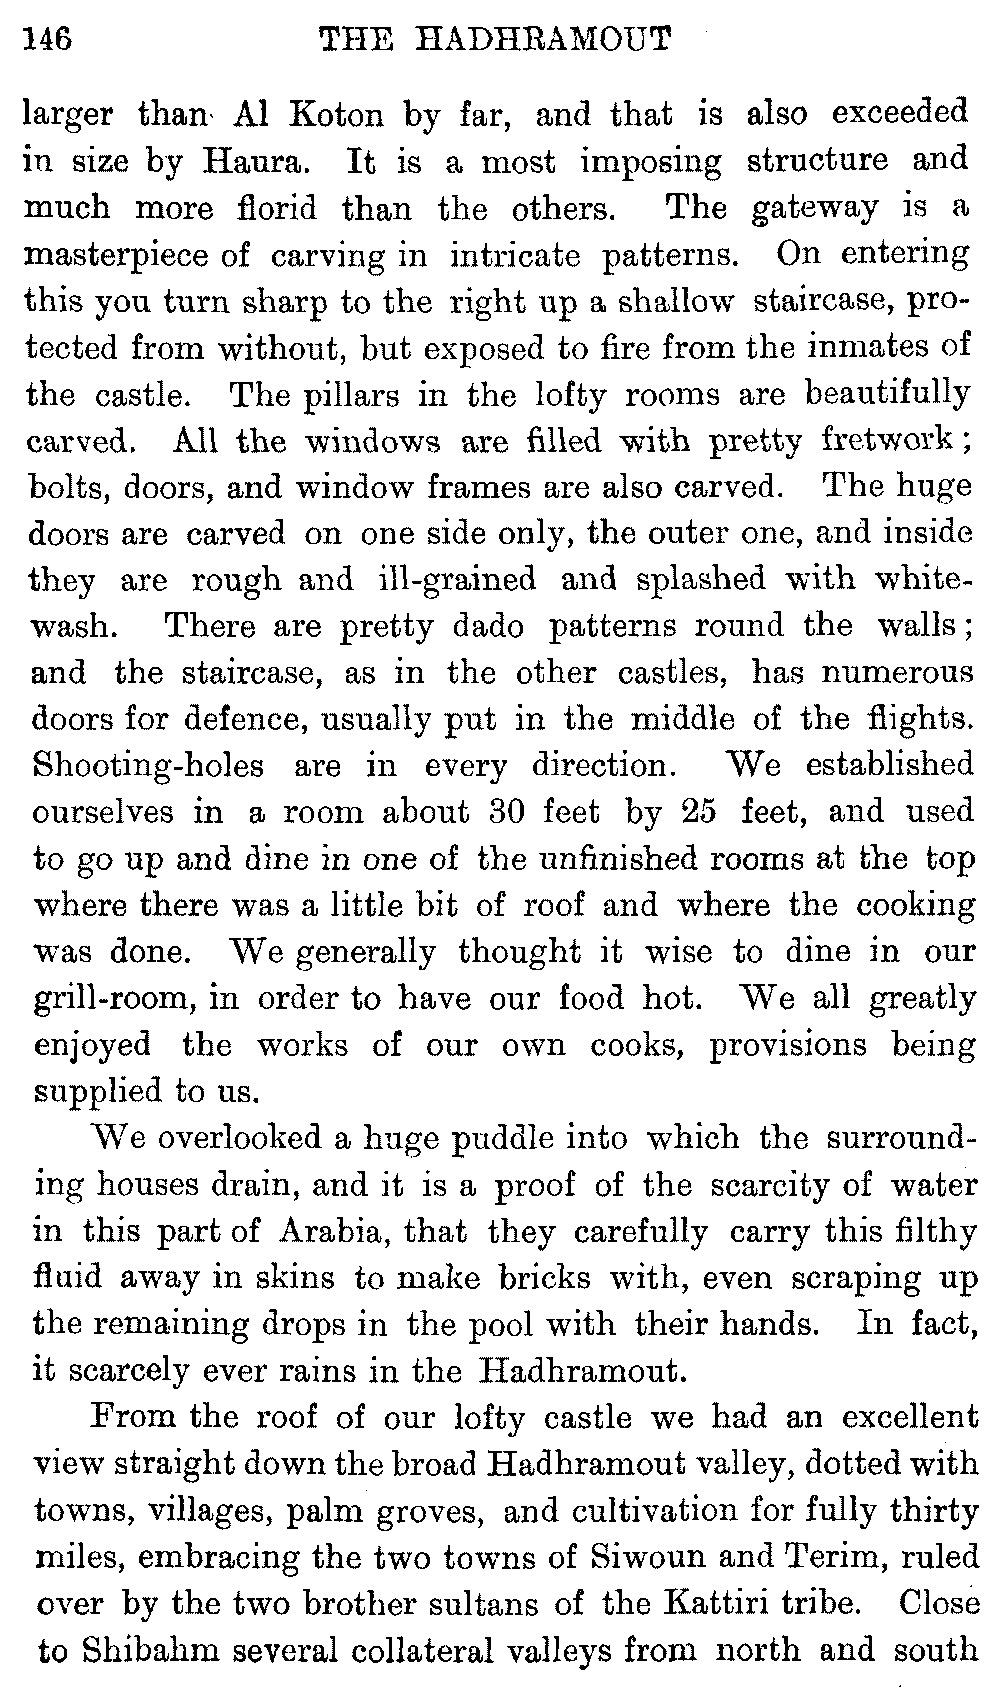 146 THE HADHRAMOUT
larger than Al Koton by far, and that is also exceeded
in size by Haura. It is a most imposing structure and
much more florid than the others. The gateway is a
masterpiece of carving in intricate patterns. On entering
this you turn sharp to the right up a shallow staircase, pro-
tected from without, but exposed to fire from the inmates of
the castle. The pillars in the lofty rooms are beautifully
carved. All the windows are filled with pretty fretwork ;
bolts, doors, and window frames are also carved. The huge
doors are carved on one side only, the outer one, and inside
they are rough and ill-grained and splashed with white-
wash. There are pretty dado patterns round the walls ;
and the staircase, as in the other castles, has numerous
doors for defence, usually put in the middle of the flights.
Shooting-holes are in every direction. We established
ourselves in a room about 30 feet by 25 feet, and used
to go up and dine in one of the unfinished rooms at the top
where there was a little bit of roof and where the cooking
was done. We generally thought it wise to dine in our
grill-room, in order to have our food hot. We all greatly
enjoyed the works of our own cooks, provisions being
supplied to us.
We overlooked a huge puddle into which the surround-
ing houses drain, and it is a proof of the scarcity of water
in this part of Arabia, that they carefully carry this filthy
fluid away in skins to make bricks with, even scraping up
the remaining drops in the pool with their hands. In fact,
it scarcely ever rains in the Hadhramout.
From the roof of our lofty castle we had an excellent
view straight down the broad Hadhramout valley, dotted with
towns, villages, palm groves, and cultivation for fully thirty
miles, embracing the two towns of Siwoun and Terim, ruled
over by the two brother sultans of the Kattiri tribe. Close
to Shibahm several collateral valleys from north and south